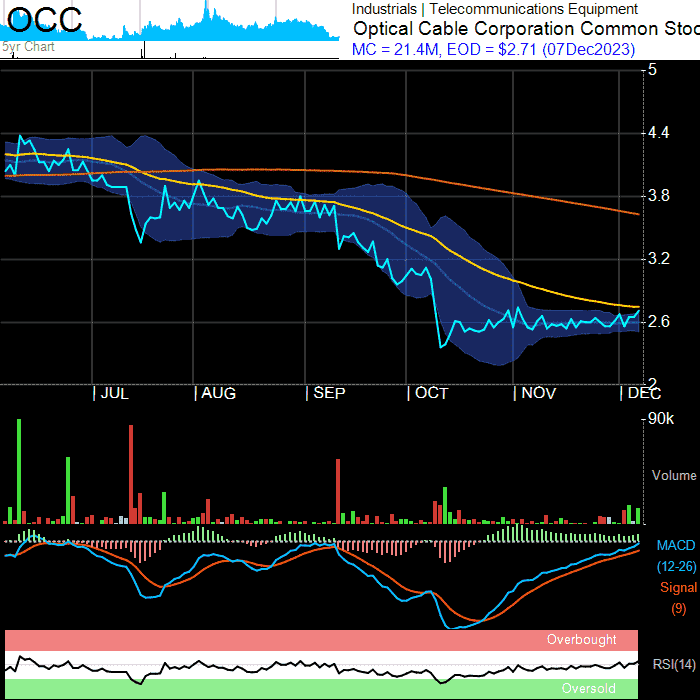 OCC
5yr Chart
Industrials | Telecommunications Equipment
Optical Cable Corporation Common Stoc
MC = 21.4M, EOD = $2.71 (07Dec2023)
5
4.4
3.8
3.2
2.6
2
JUL AUG SEP OCT NOV DEC
90k
Volume
MACD
(12-26)
Signal
(9)
Overbought
RSI(14)
Oversold